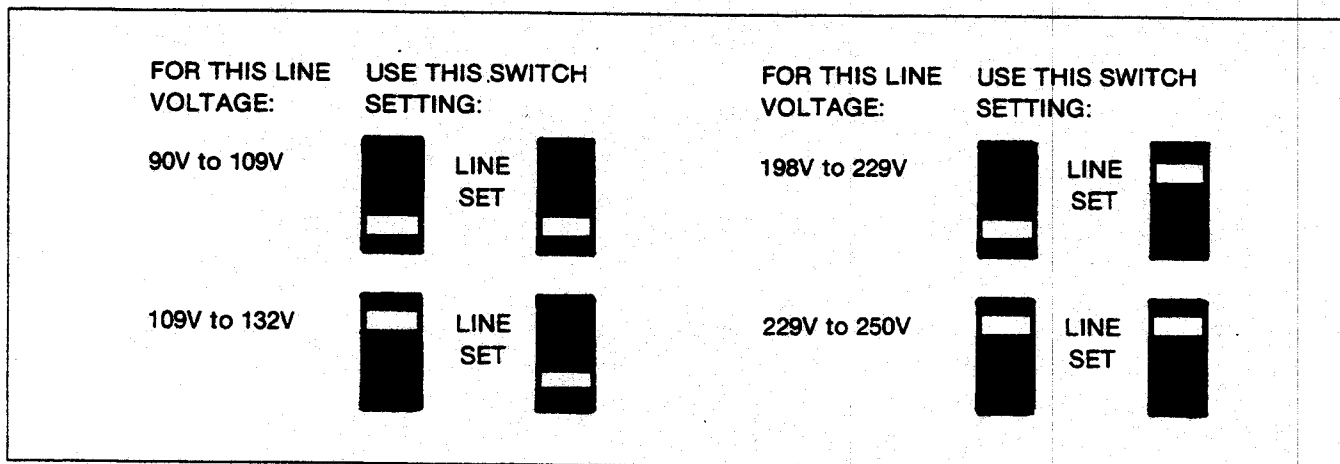 FOR THIS LINE VOLTAGE:
USE THIS SWITCH SETTING:
90V to 109V
LINE
SET
109V to 132V
LINE
SET
FOR THIS LINE VOLTAGE:
USE THIS SWITCH SETTING:
198V to 229V
LINE
SET
229V to 250V
LINE
SET